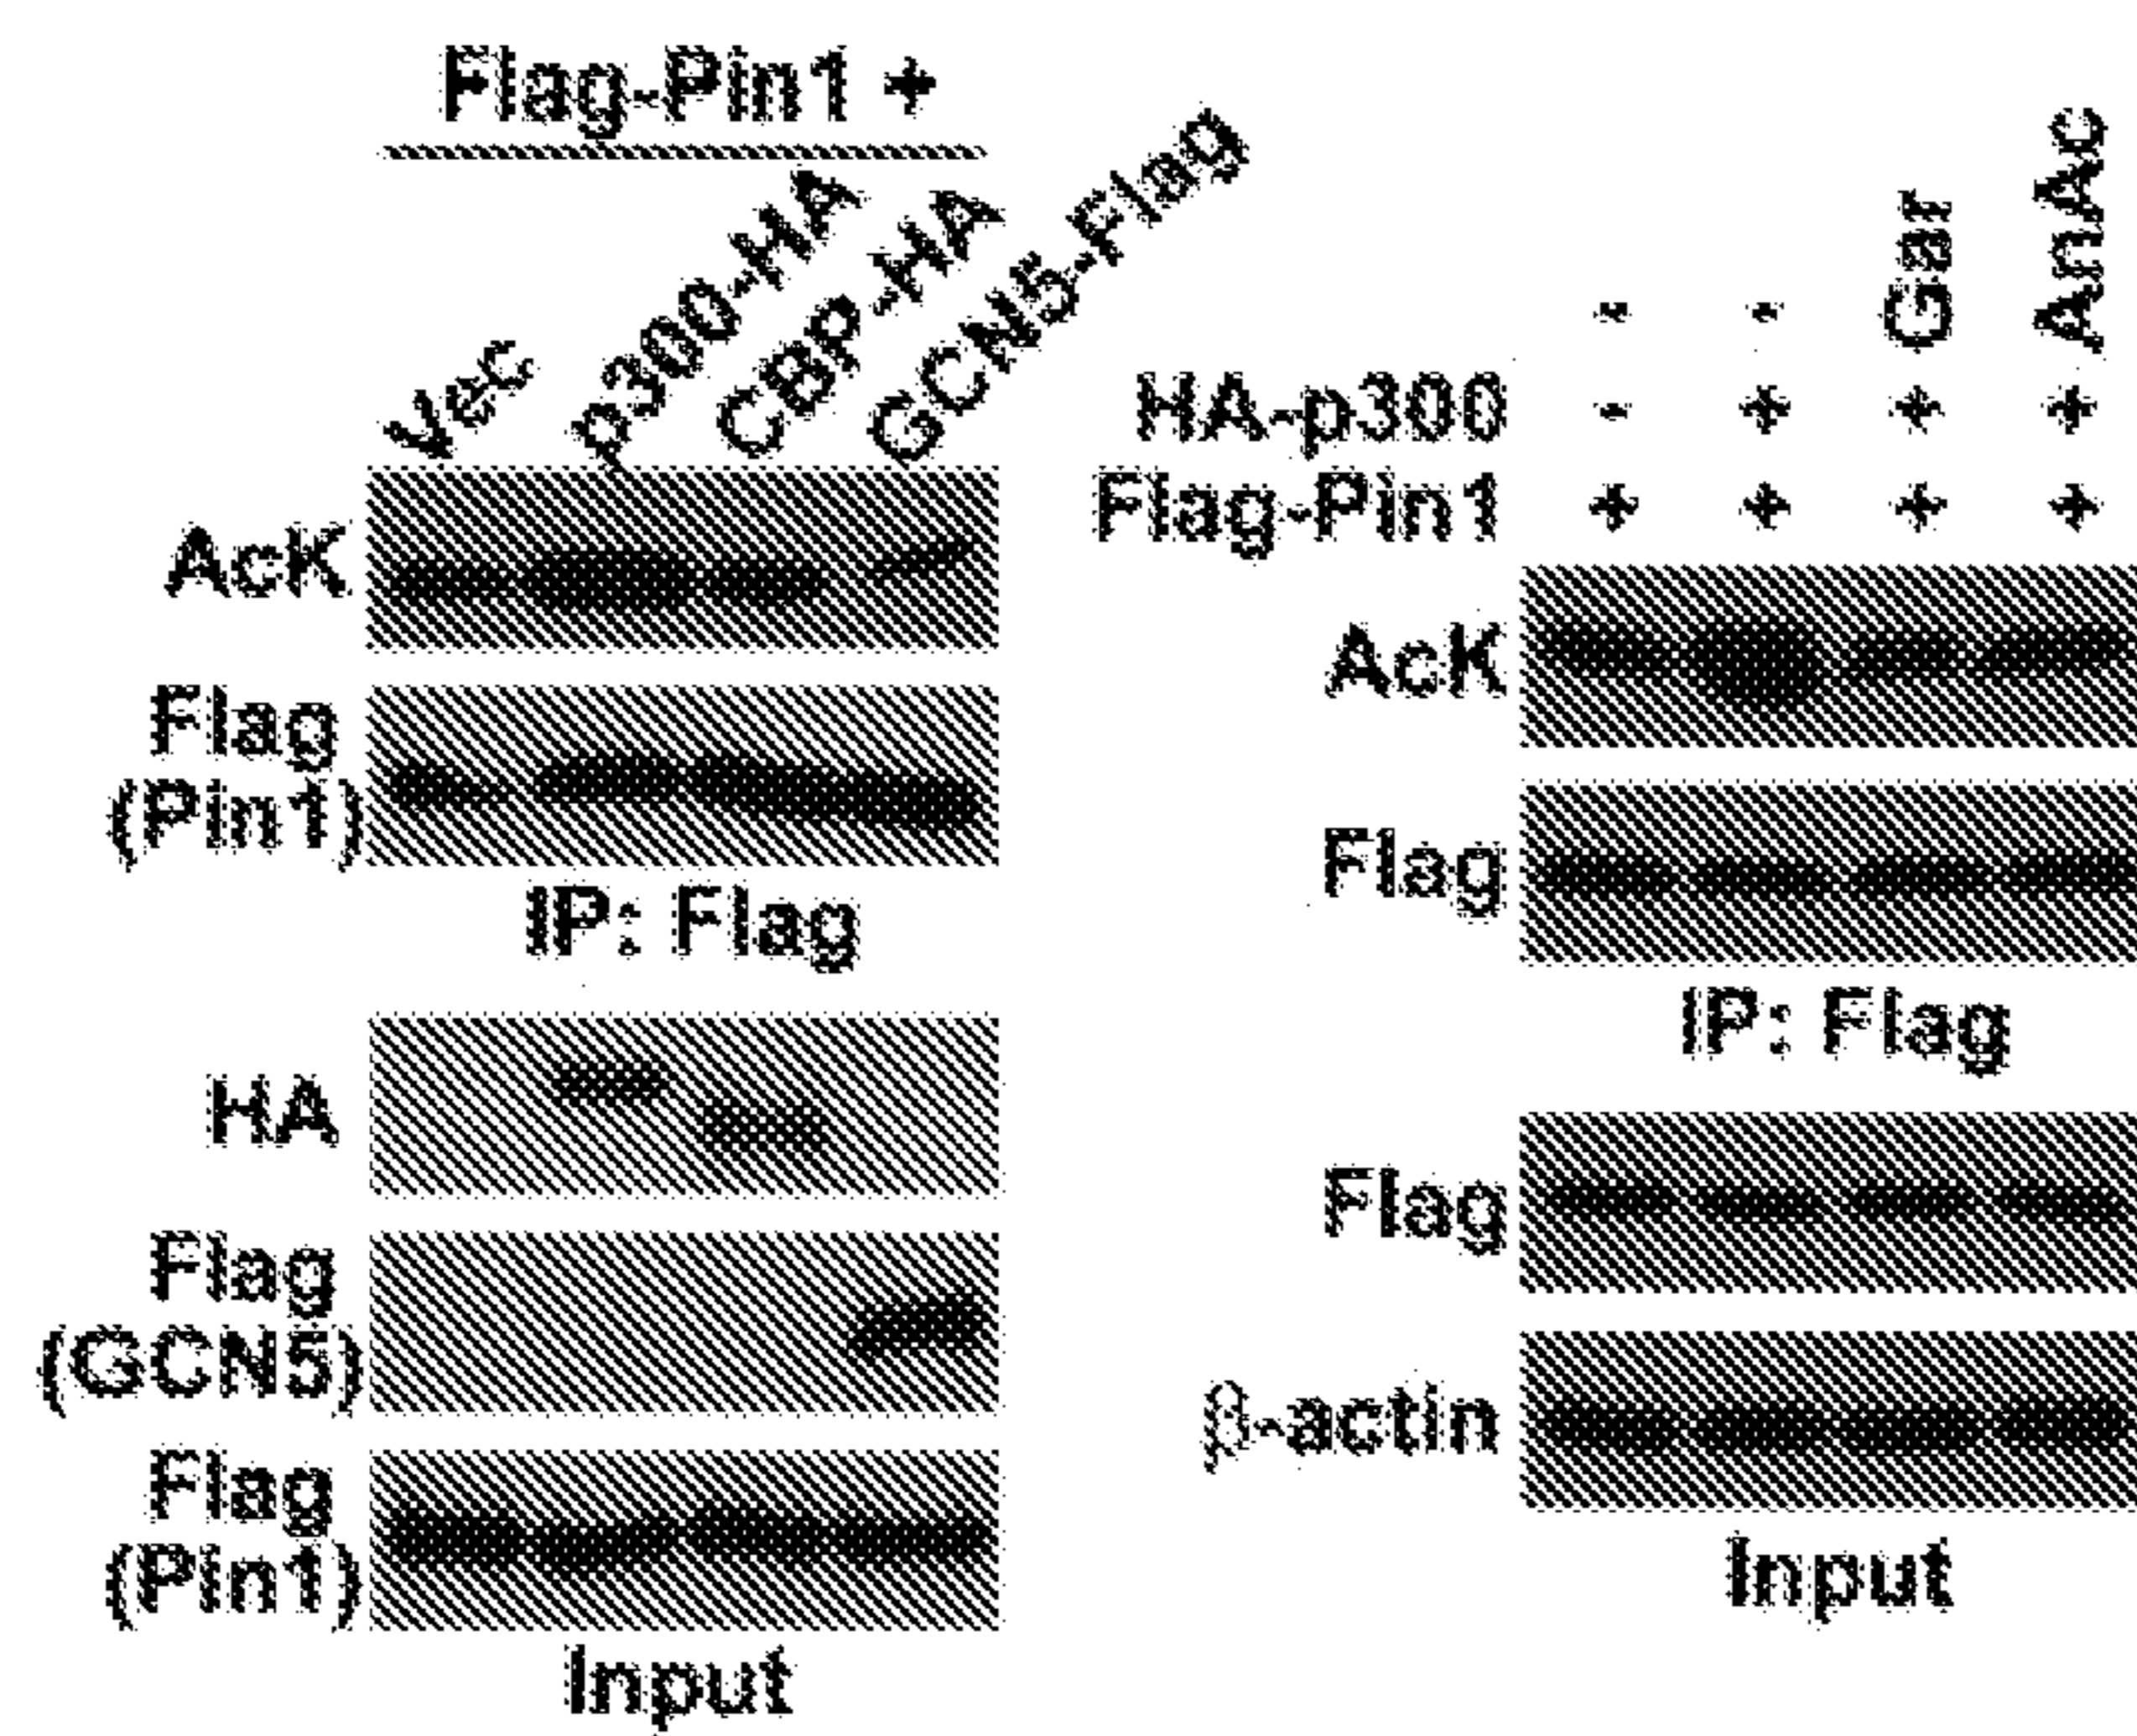 Flag-Pin1 +
Vec p300-HA CBP-HA GCN5-Flag
AcK
Flag
(Pin1)
IP: Flag
HA
Flag
(GCN5)
Flag
(Pin1)
Input
- - Gar AnAc
HA-p300 - + + +
Flag-Pin1 + + + +
AcK
Flag
IP: Flag
Flag
β-actin
Input